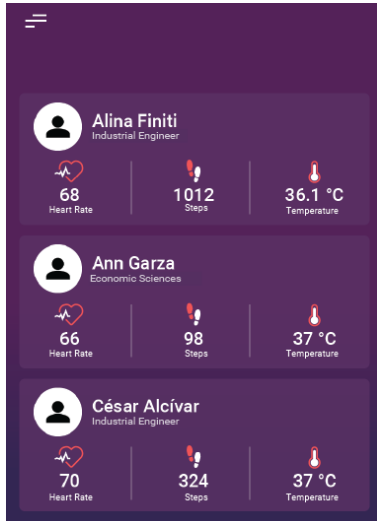 Alina Finiti
Industrial Engineer
68 1012 36.1 °C
Heart Rate Steps Temperature
Ann Garza
Economic Sciences
66 98 37 °C
Heart Rate Steps Temperature
César Alcívar
Industrial Engineer
70 324 37 °C
Heart Rate Steps Temperature